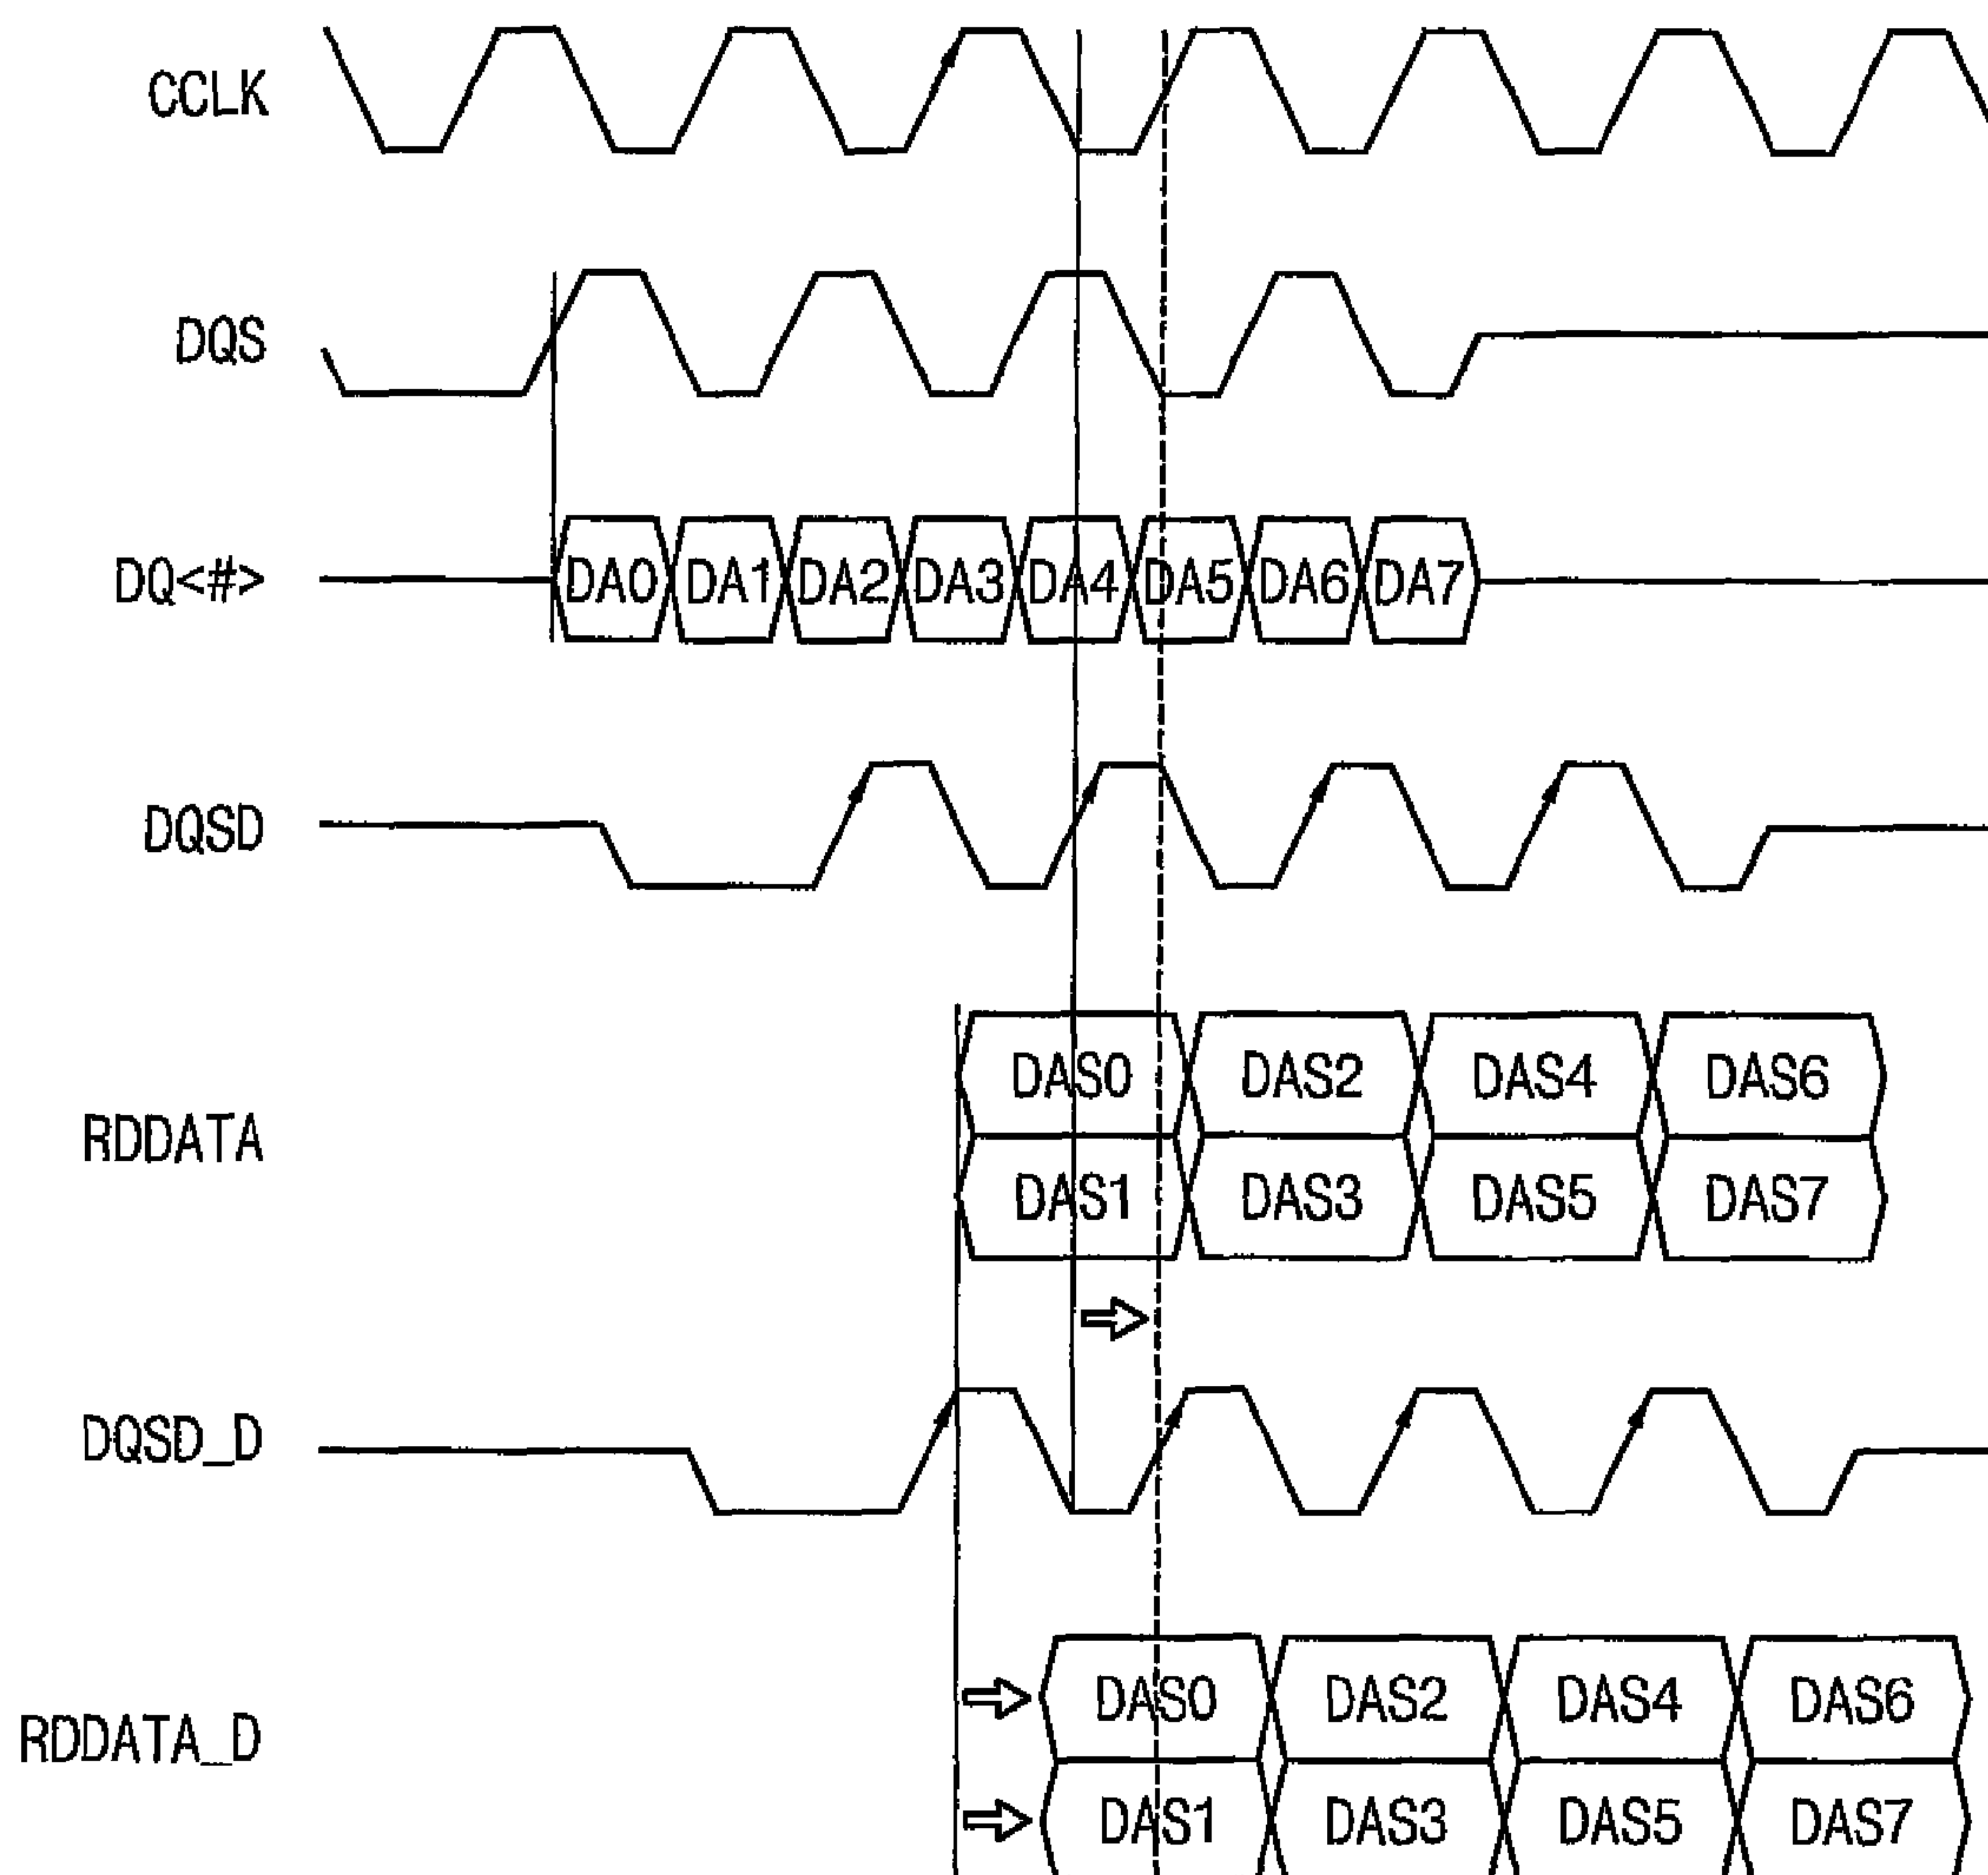 CCLK
DQS
DQ<#> DA0 DA1 DA2 DA3 DA4 DA5 DA6 DA7
DQSD
DAS0 DAS2 DAS4 DAS6
RDDATA
DAS1 DAS3 DAS5 DAS7
DQSD_D
DAS0 DAS2 DAS4 DAS6
RDDATA_D
DAS1 DAS3 DAS5 DAS7